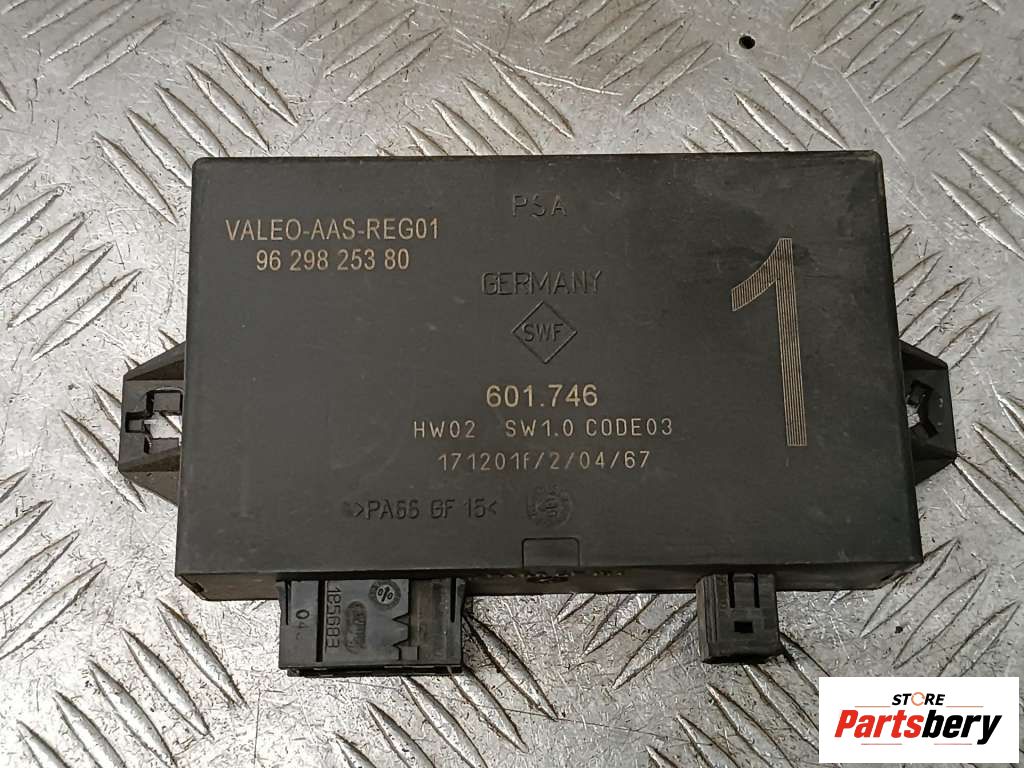 PSA
VALEO-AAS-REG01
96 298 253 80
GERMANY
SWF
601.746
HW02 SW1.0 CODE03
171201f/2/04/67
>PA66 GF 15<
1
STORE
Partsbery